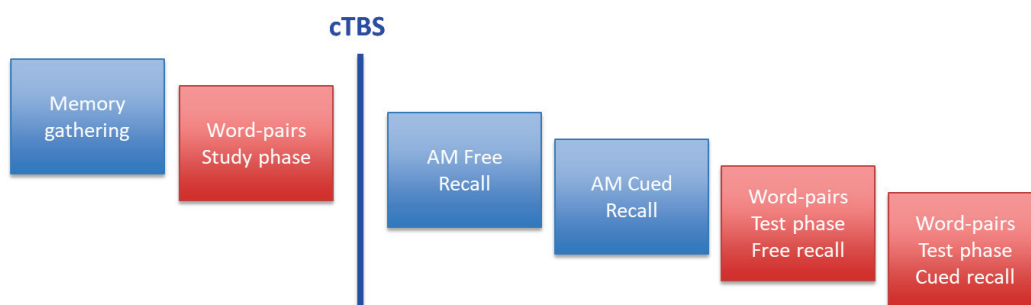 cTBS
Memory
gathering
Word-pairs
Study phase
AM Free
Recall
AM Cued
Recall
Word-pairs
Test phase
Free recall
Word-pairs
Test phase
Cued recall